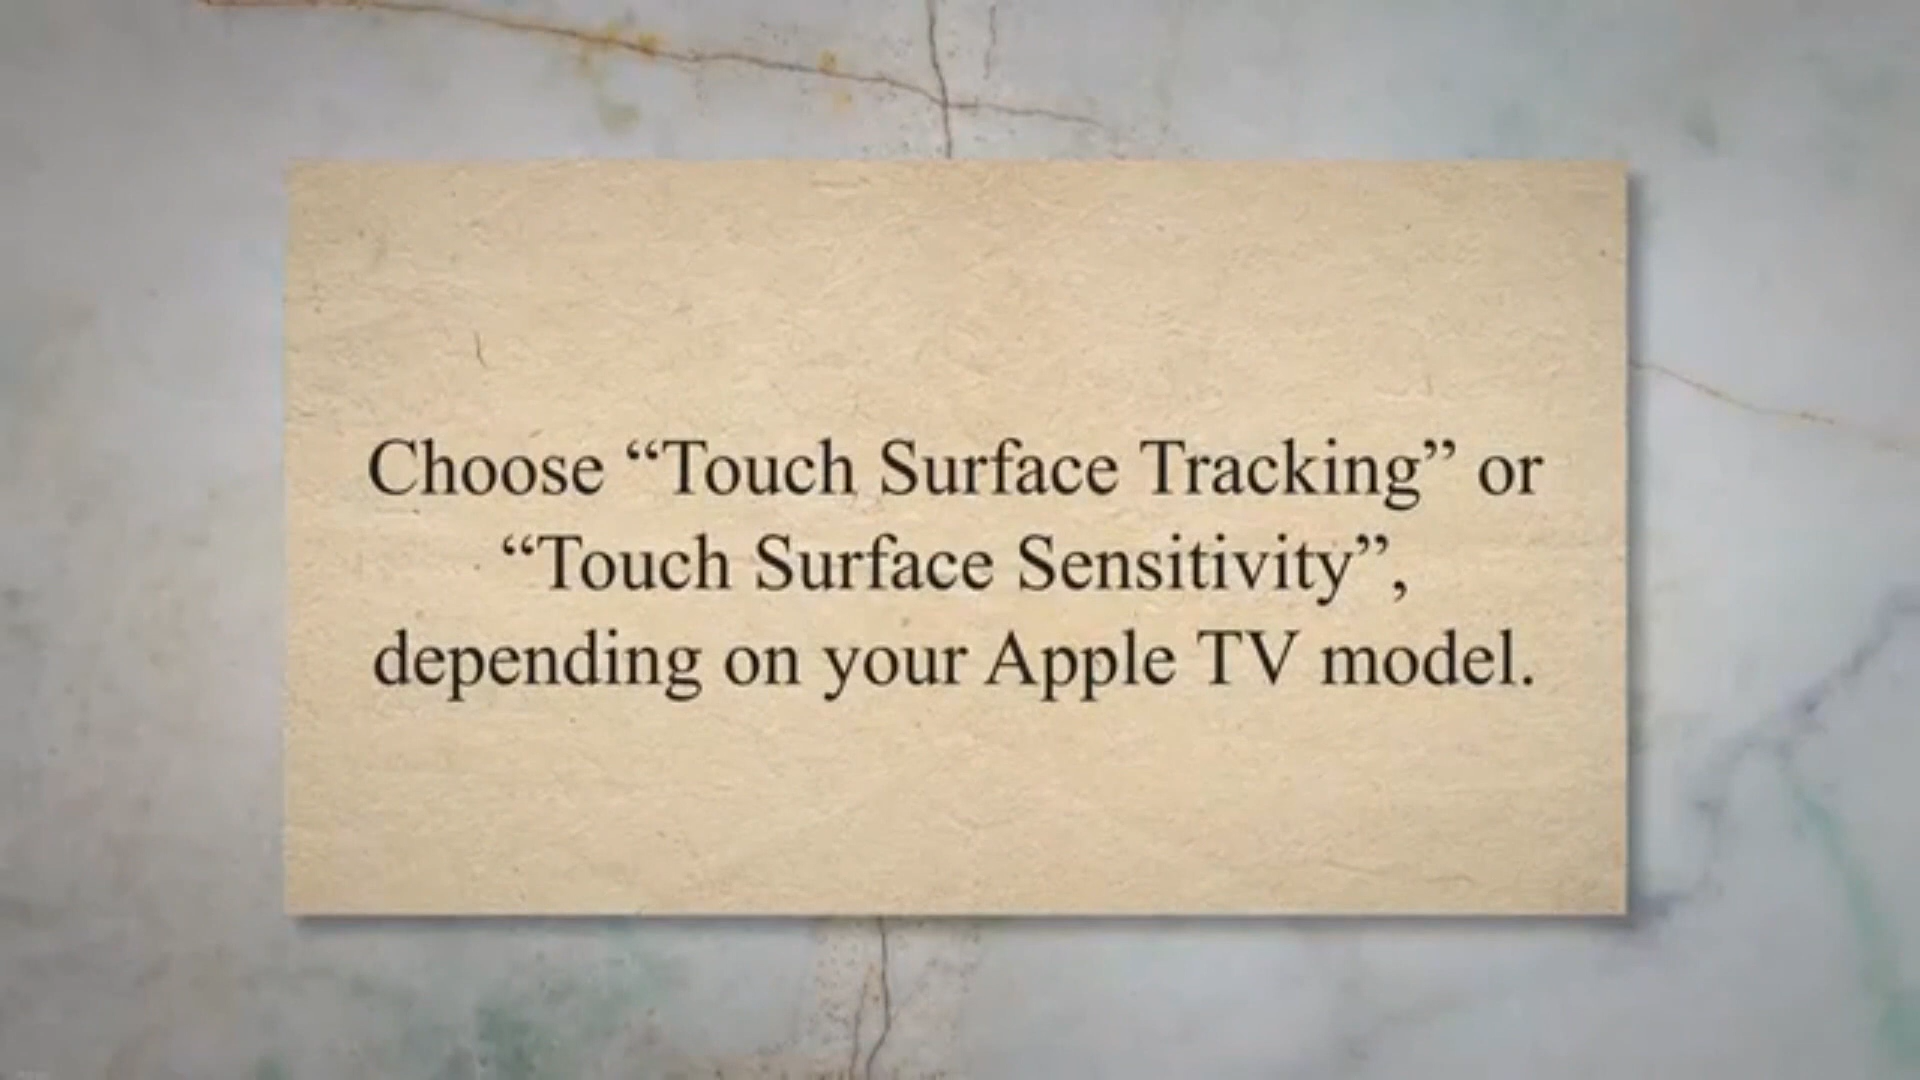 Choose “Touch Surface Tracking” or
“Touch Surface Sensitivity”,
depending on your Apple TV model.